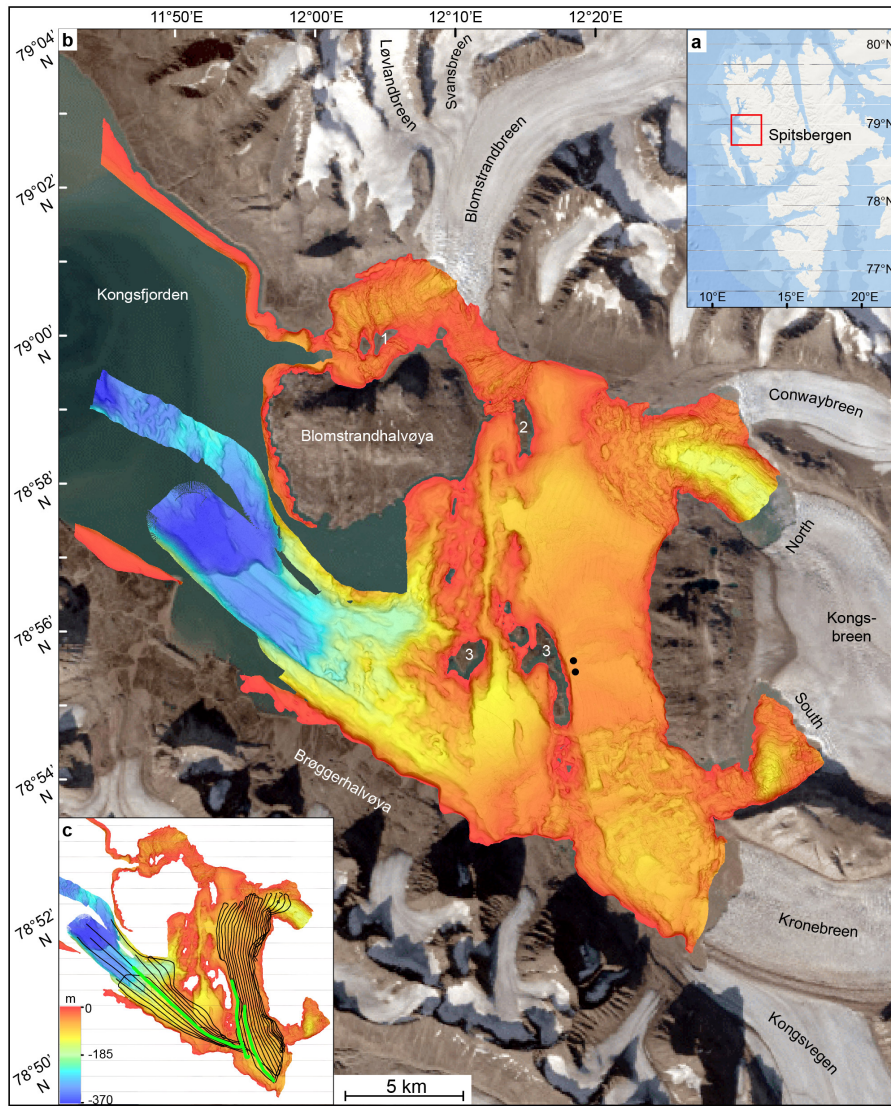 11°50' 12°00' 12°10' 12°20'
79°04' N
b
a
80°N
79°N
Spitsbergen
78°N
77°N
10°E 15°E 20°E
Løvlandbreen
Svansbreen
Blomstrandbreen
79°02' N
Kongsfjorden
79°00' N
1
Conwaybreen
Blomstrandhalvøya
2
78°58' N
North
Kongs-
breen
78°56' N
3 3
South
78°54' N
Brøggerhalvøya
c
78°52' N
Kronebreen
m
0
-185
-370
Kongsvegen
78°50' N
5 km